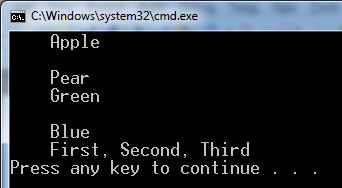 C:\Windows\system32\cmd.exe
Apple
Pear
Green
Blue
First, Second, Third
Press any key to continue . . .